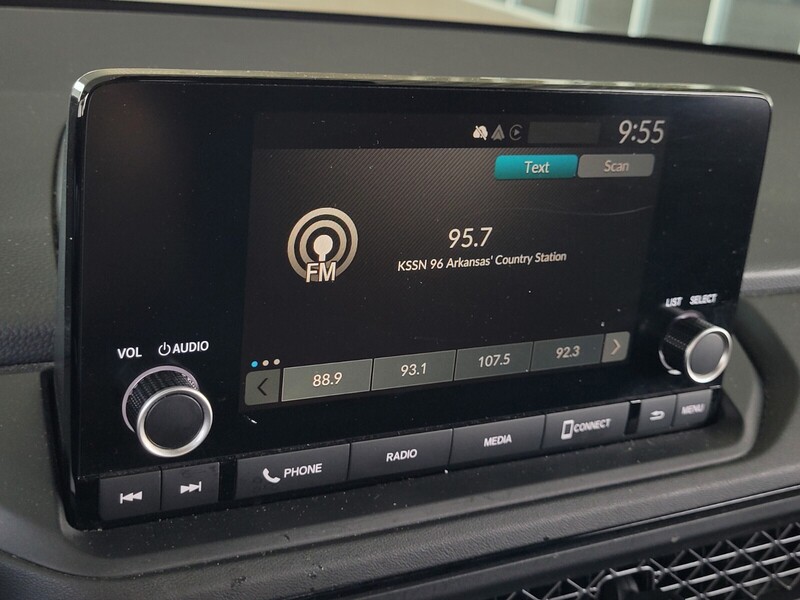 9:55
Text Scan
95.7
KSSN 96 Arkansas' Country Station
FM
LIST SELECT
VOL AUDIO
88.9 93.1 107.5 92.3
PHONE RADIO MEDIA CONNECT MENU